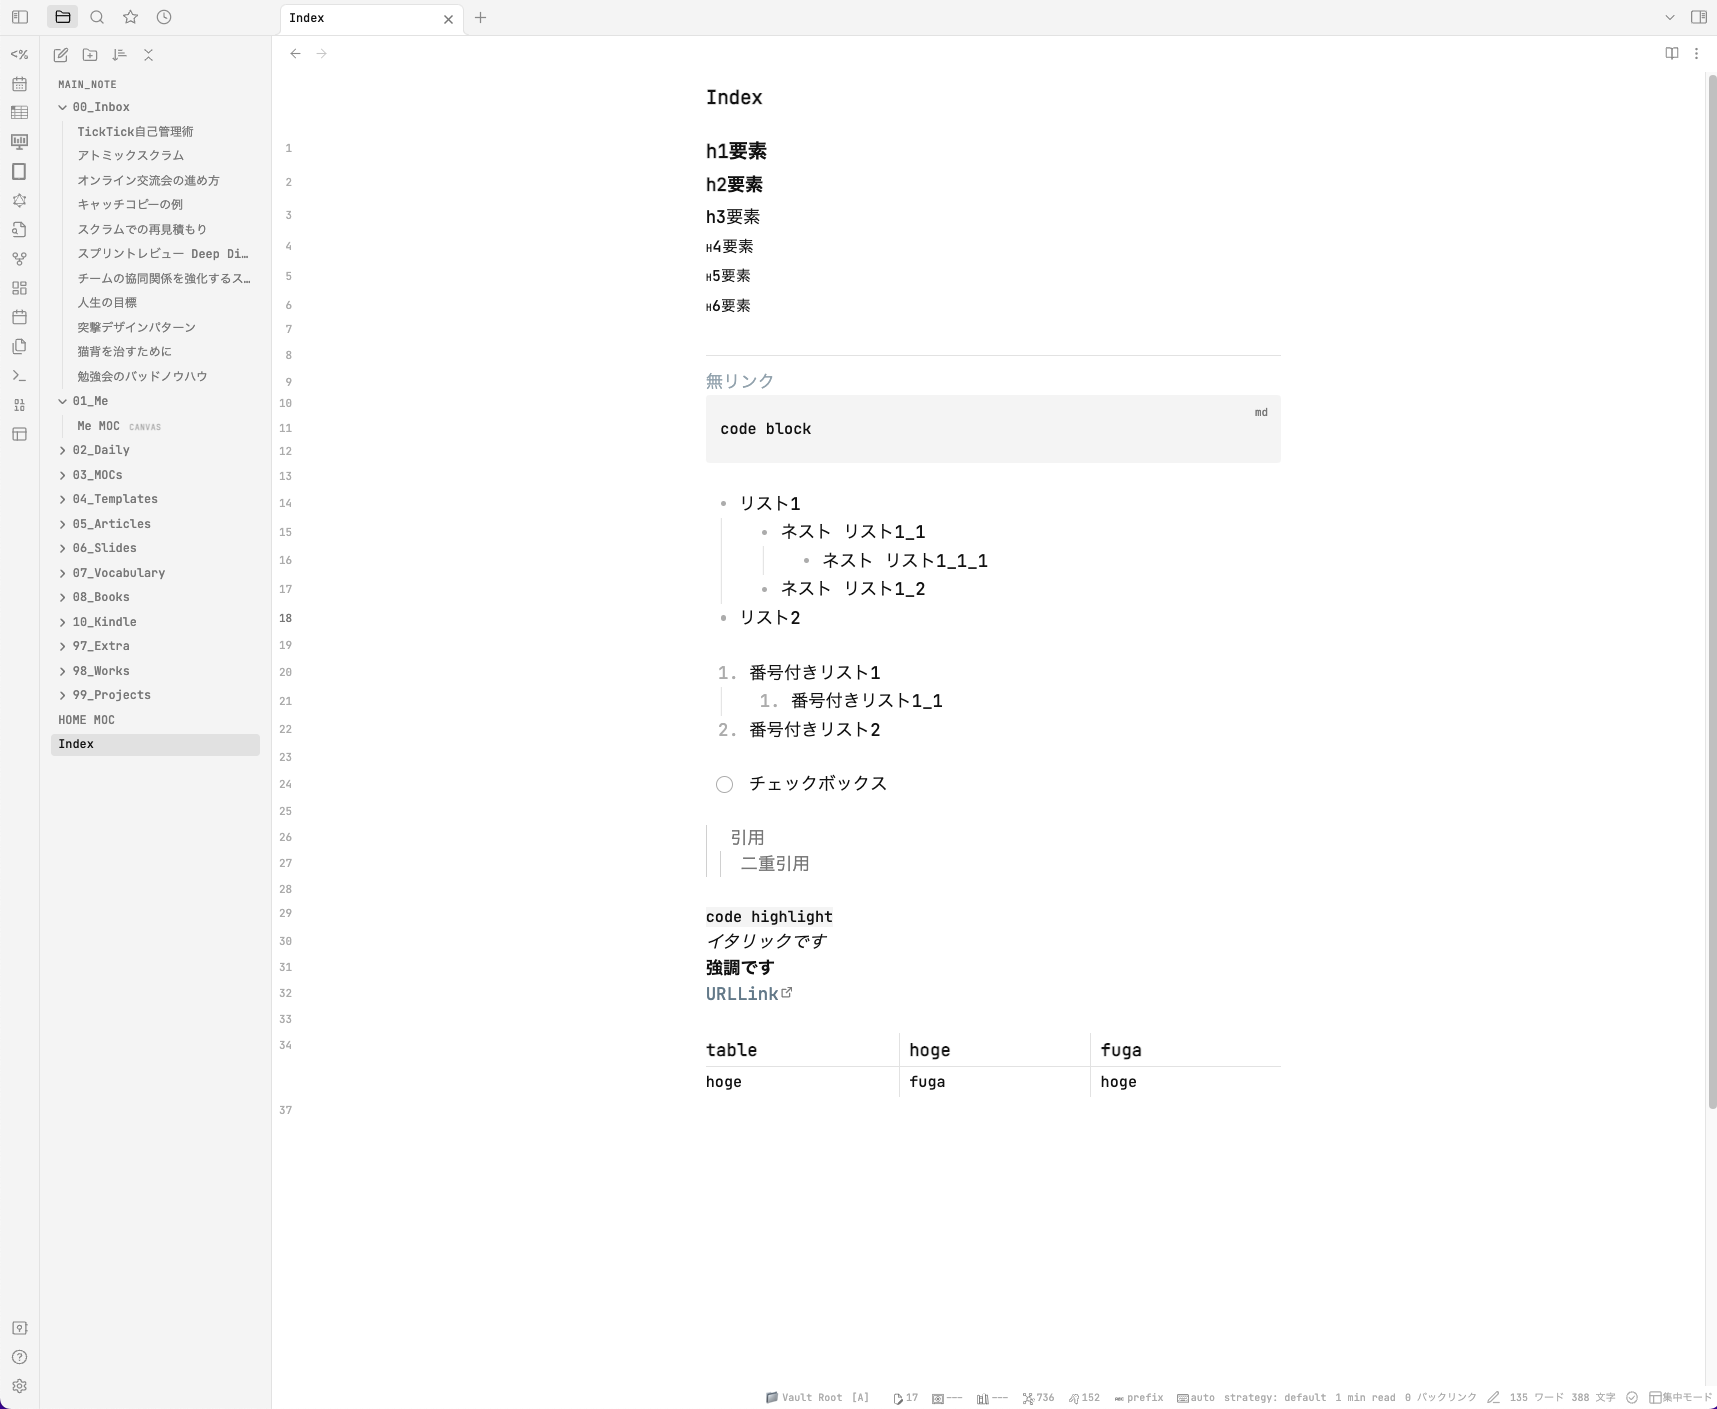 Index
MAIN_NOTE
00_Inbox
TickTick自己管理術
アトミックスクラム
オンライン交流会の進め方
キャッチコピーの例
スクラムでの再見積もり
スプリントレビュー Deep Di…
チームの協同関係を強化するス…
人生の目標
突撃デザインパターン
猫背を治すために
勉強会のバッドノウハウ
01_Me
Me MOC CANVAS
02_Daily
03_MOCs
04_Templates
05_Articles
06_Slides
07_Vocabulary
08_Books
10_Kindle
97_Extra
98_Works
99_Projects
HOME MOC
Index
Index
1 h1要素
2 h2要素
3 h3要素
4 H4要素
5 H5要素
6 H6要素
7
8
9 無リンク
10 md
11 code block
12
13
14 • リスト1
15 • ネスト リスト1_1
16 • ネスト リスト1_1_1
17 • ネスト リスト1_2
18 • リスト2
19
20 1. 番号付きリスト1
21 1. 番号付きリスト1_1
22 2. 番号付きリスト2
23
24 チェックボックス
25
26 引用
27 二重引用
28
29 code highlight
30 イタリックです
31 強調です
32 URLLink
33
34 table hoge fuga
hoge fuga hoge
37
Vault Root [A] 17 --- --- 736 152 prefix auto strategy: default 1 min read 0 バックリンク 135 ワード 388 文字 集中モード